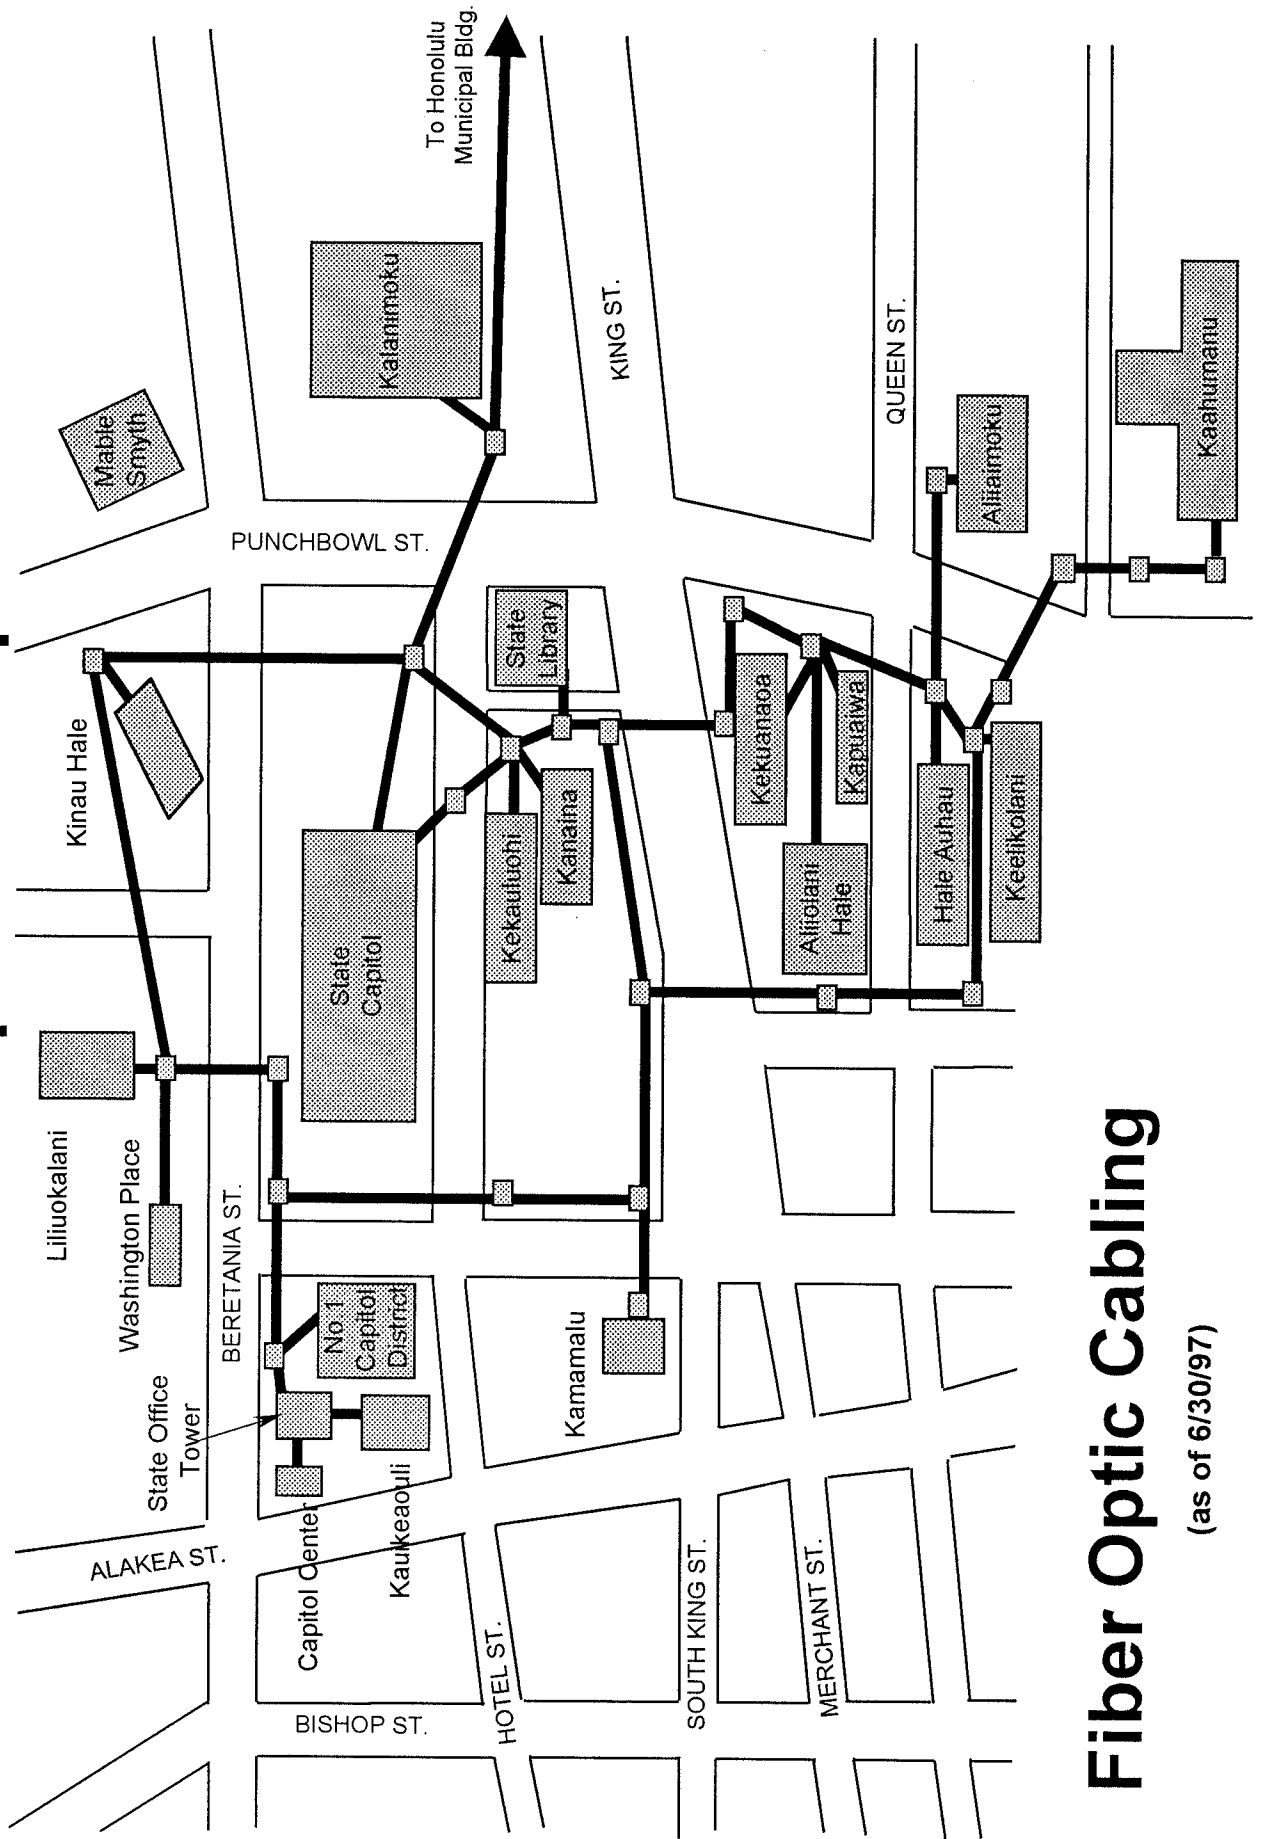 Fiber Optic Cabling
(as of 6/30/97)
Liliuokalani
Washington Place
State Office
Tower
Kinau Hale
Mable
Smyth
ALAKEA ST.
BERETANIA ST.
PUNCHBOWL ST.
Capitol Center
No 1
Capitol
District
State
Capitol
Kalanimoku
To Honolulu
Municipal Bldg.
Kaukeaouli
BISHOP ST.
HOTEL ST.
Kekauluohi
Kanaina
State
Library
Kamamalu
KING ST.
SOUTH KING ST.
MERCHANT ST.
Kekuanaoa
Aliiolani
Hale
Kapuaiwa
QUEEN ST.
Hale Auhau
Aliiaimoku
Keelikolani
Kaahumanu